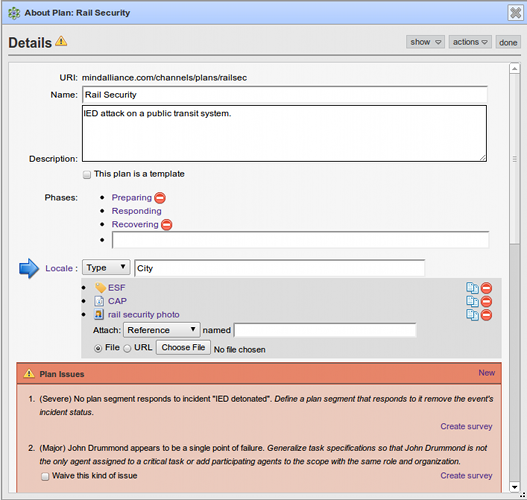 About Plan: Rail Security
Details
show
actions
done
URI: mindalliance.com/channels/plans/railsec
Name: Rail Security
IED attack on a public transit system.
Description:
This plan is a template
Phases:
Preparing
Responding
Recovering
Locale : Type City
ESF
CAP
rail security photo
Attach: Reference named
File URL Choose File No file chosen
Plan Issues New
1. (Severe) No plan segment responds to incident "IED detonated". Define a plan segment that responds to it remove the event's
incident status.
Create survey
2. (Major) John Drummond appears to be a single point of failure. Generalize task specifications so that John Drummond is not
the only agent assigned to a critical task or add participating agents to the scope with the same role and organization.
Waive this kind of issue Create survey